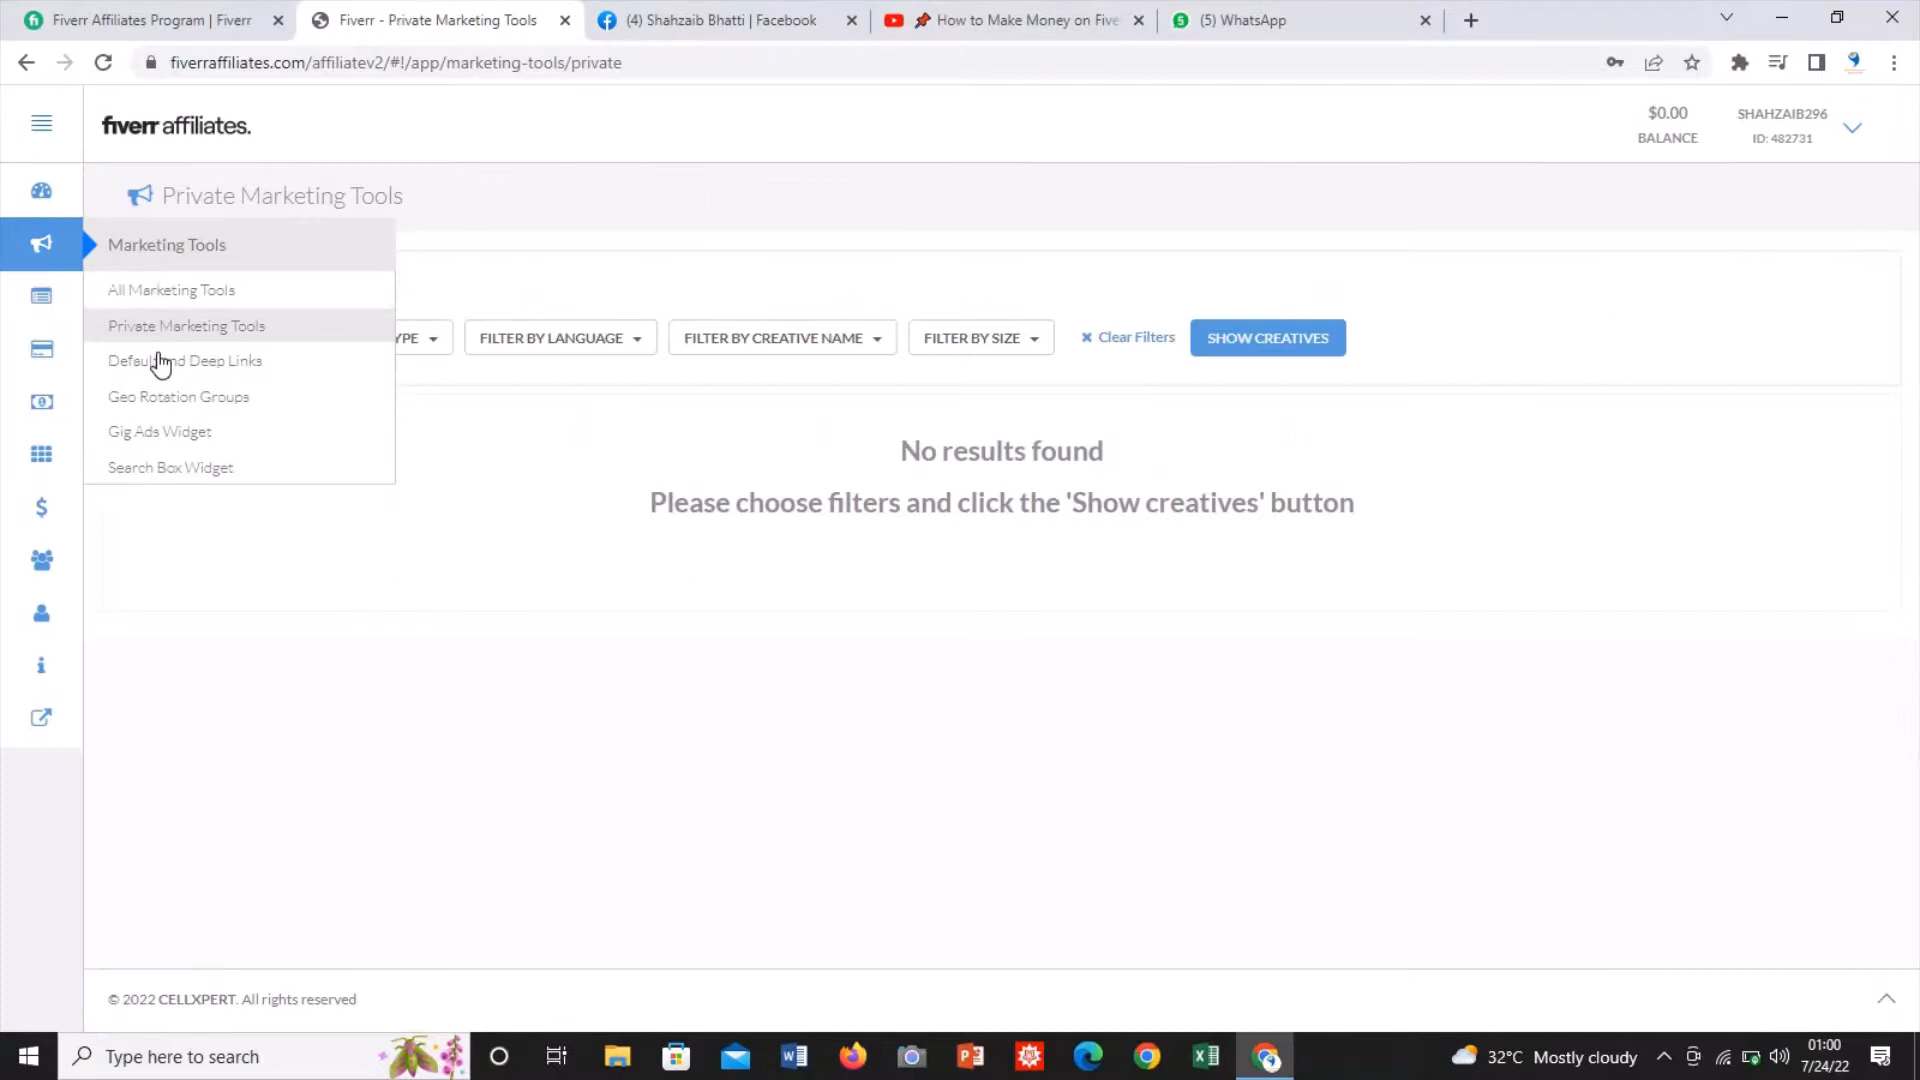 Fiverr Affiliates Program | Fiverr
Fiverr - Private Marketing Tools
(4) Shahzaib Bhatti | Facebook
How to Make Money on Five
(5) WhatsApp
fiverraffiliates.com/affiliatev2/#!/app/marketing-tools/private
fiverr affiliates.
$0.00
BALANCE
SHAHZAIB296
ID: 482731
Private Marketing Tools
Marketing Tools
All Marketing Tools
Private Marketing Tools
Default and Deep Links
Geo Rotation Groups
Gig Ads Widget
Search Box Widget
YPE
FILTER BY LANGUAGE
FILTER BY CREATIVE NAME
FILTER BY SIZE
Clear Filters
SHOW CREATIVES
No results found
Please choose filters and click the 'Show creatives' button
© 2022 CELLXPERT. All rights reserved
Type here to search
32°C Mostly cloudy
01:00
7/24/22